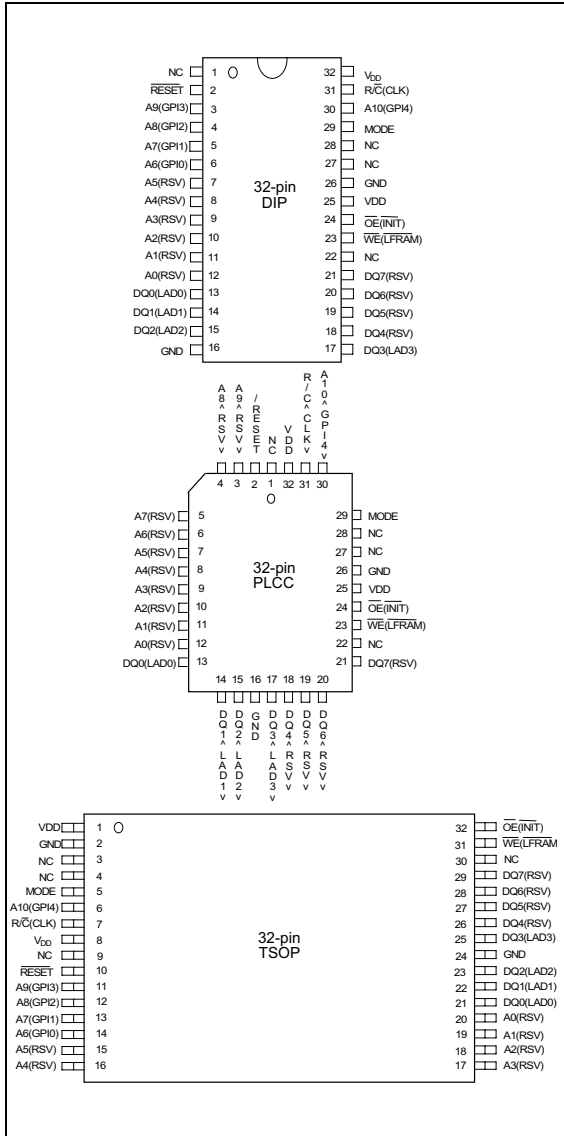 NC 1 32 VDD
RESET 2 31 R/C(CLK)
A9(GPI3) 3 30 A10(GPI4)
A8(GPI2) 4 29 MODE
A7(GPI1) 5 28 NC
A6(GPI0) 6 27 NC
A5(RSV) 7 26 GND
A4(RSV) 8 25 VDD
A3(RSV) 9 24 OE(INIT)
A2(RSV) 10 23 WE(LFRAM)
A1(RSV) 11 22 NC
A0(RSV) 12 21 DQ7(RSV)
DQ0(LAD0) 13 20 DQ6(RSV)
DQ1(LAD1) 14 19 DQ5(RSV)
DQ2(LAD2) 15 18 DQ4(RSV)
GND 16 17 DQ3(LAD3)
32-pin
DIP
A8^RSV˅ A9^RSV˅ /RESET NC VDD R/C^CLK˅ A10^GPI4˅
4 3 2 1 32 31 30
A7(RSV) 5 29 MODE
A6(RSV) 6 28 NC
A5(RSV) 7 27 NC
A4(RSV) 8 26 GND
A3(RSV) 9 25 VDD
A2(RSV) 10 24 OE(INIT)
A1(RSV) 11 23 WE(LFRAM)
A0(RSV) 12 22 NC
DQ0(LAD0) 13 21 DQ7(RSV)
32-pin
PLCC
14 15 16 17 18 19 20
DQ1^LAD1˅ DQ2^LAD2˅ GND DQ3^LAD3˅ DQ4^RSV˅ DQ5^RSV˅ DQ6^RSV˅
VDD 1 32 OE(INIT)
GND 2 31 WE(LFRAM
NC 3 30 NC
NC 4 29 DQ7(RSV)
MODE 5 28 DQ6(RSV)
A10(GPI4) 6 27 DQ5(RSV)
R/C(CLK) 7 26 DQ4(RSV)
VDD 8 25 DQ3(LAD3)
NC 9 24 GND
RESET 10 23 DQ2(LAD2)
A9(GPI3) 11 22 DQ1(LAD1)
A8(GPI2) 12 21 DQ0(LAD0)
A7(GPI1) 13 20 A0(RSV)
A6(GPI0) 14 19 A1(RSV)
A5(RSV) 15 18 A2(RSV)
A4(RSV) 16 17 A3(RSV)
32-pin
TSOP